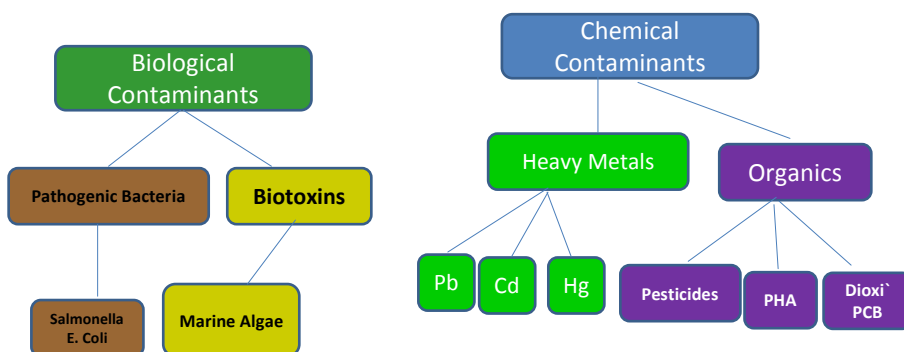 Biological
Contaminants
Pathogenic Bacteria
Biotoxins
Salmonella
E. Coli
Marine Algae
Chemical
Contaminants
Heavy Metals
Organics
Pb
Cd
Hg
Pesticides
PHA
Dioxi`
PCB